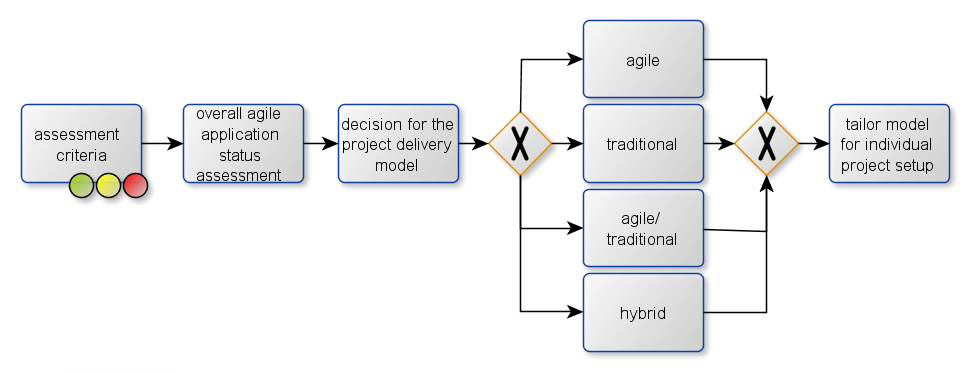 assessment
criteria
overall agile
application
status
assessment
decision for the
project delivery
model
X
agile
traditional
agile/
traditional
hybrid
X
tailor model
for individual
project setup